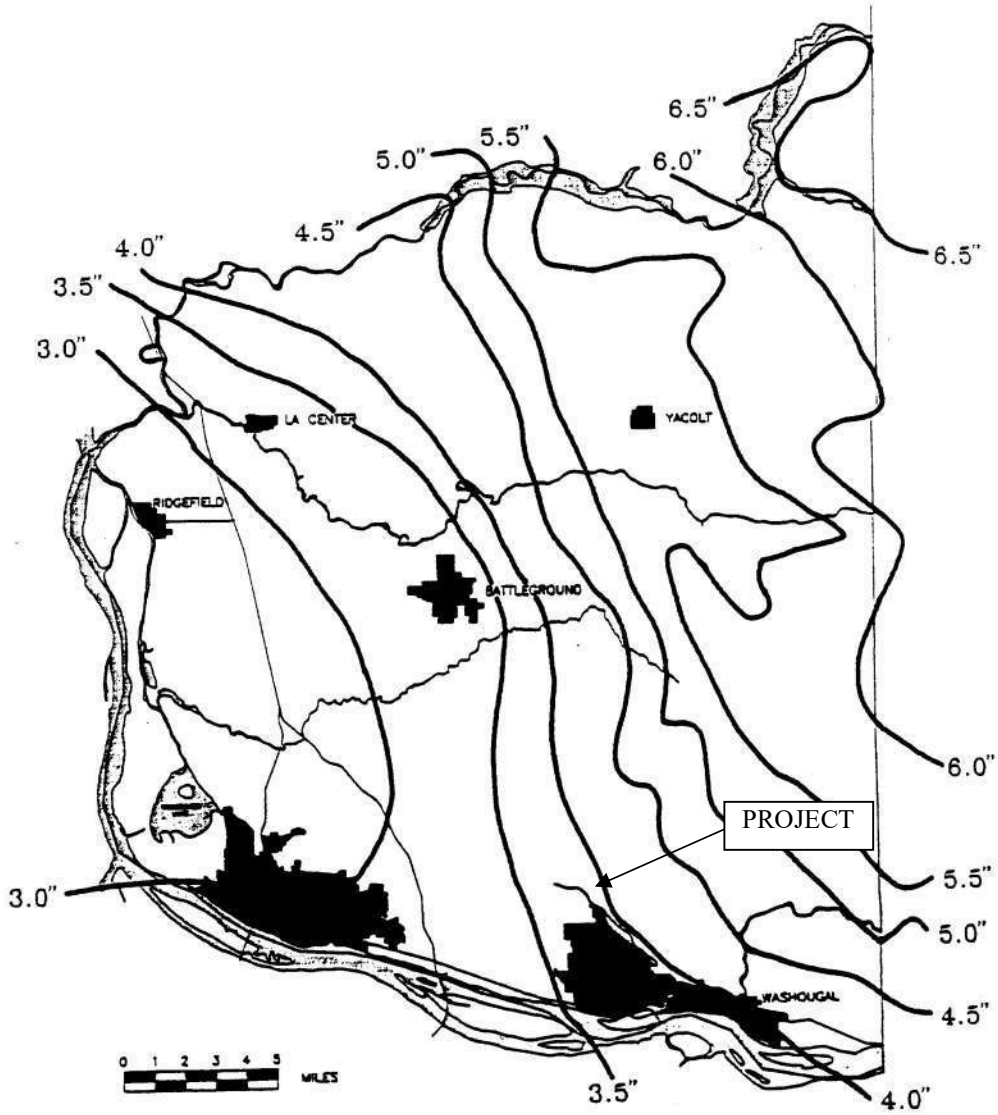 6.5"
5.5"
5.0"
6.0"
4.5"
6.5"
4.0"
3.5"
3.0"
LA CENTER
YACOLT
RIDGEFIELD
BATTLEGROUND
6.0"
PROJECT
5.5"
3.0"
5.0"
WASHOUGAL
4.5"
0 1 2 3 4 5
MILES
3.5"
4.0"